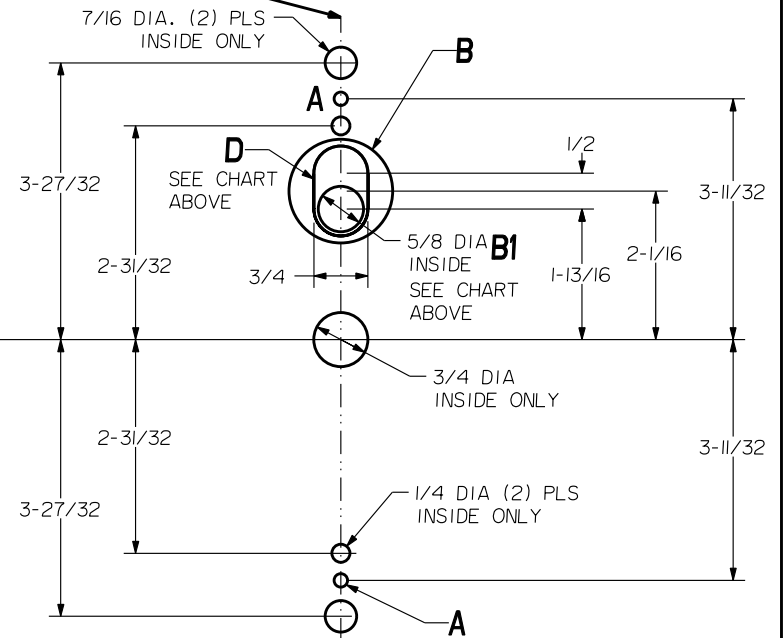 7/16 DIA. (2) PLS
INSIDE ONLY
B
A
1/2
D
SEE CHART
ABOVE
3-27/32
3-11/32
5/8 DIA B1
INSIDE
SEE CHART
ABOVE
2-1/16
2-31/32
3/4
1-13/16
3/4 DIA
INSIDE ONLY
2-31/32
3-11/32
1/4 DIA (2) PLS
INSIDE ONLY
3-27/32
A